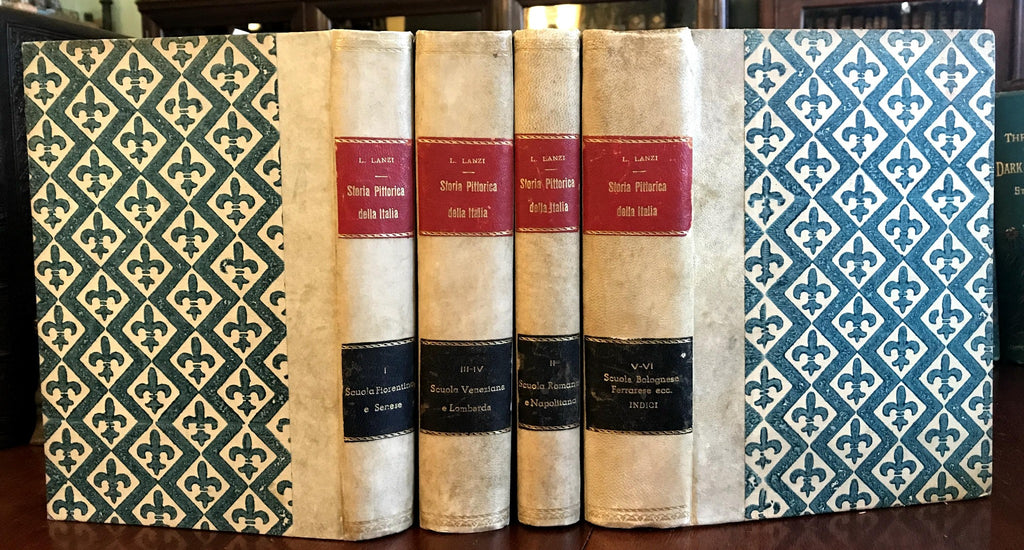 L. LANZI
Storia Pittorica
della Italia
I
Scuola Fiorentina
e Senese
L. LANZI
Storia Pittorica
della Italia
III-IV
Scuola Veneziana
e Lombarda
L. LANZI
Storia Pittorica
della Italia
II
Scuola Romana
e Napolitana
L. LANZI
Storia Pittorica
della Italia
V-VI
Scuola Bolognese
Ferrarese ecc.
INDICI
THE
DARK